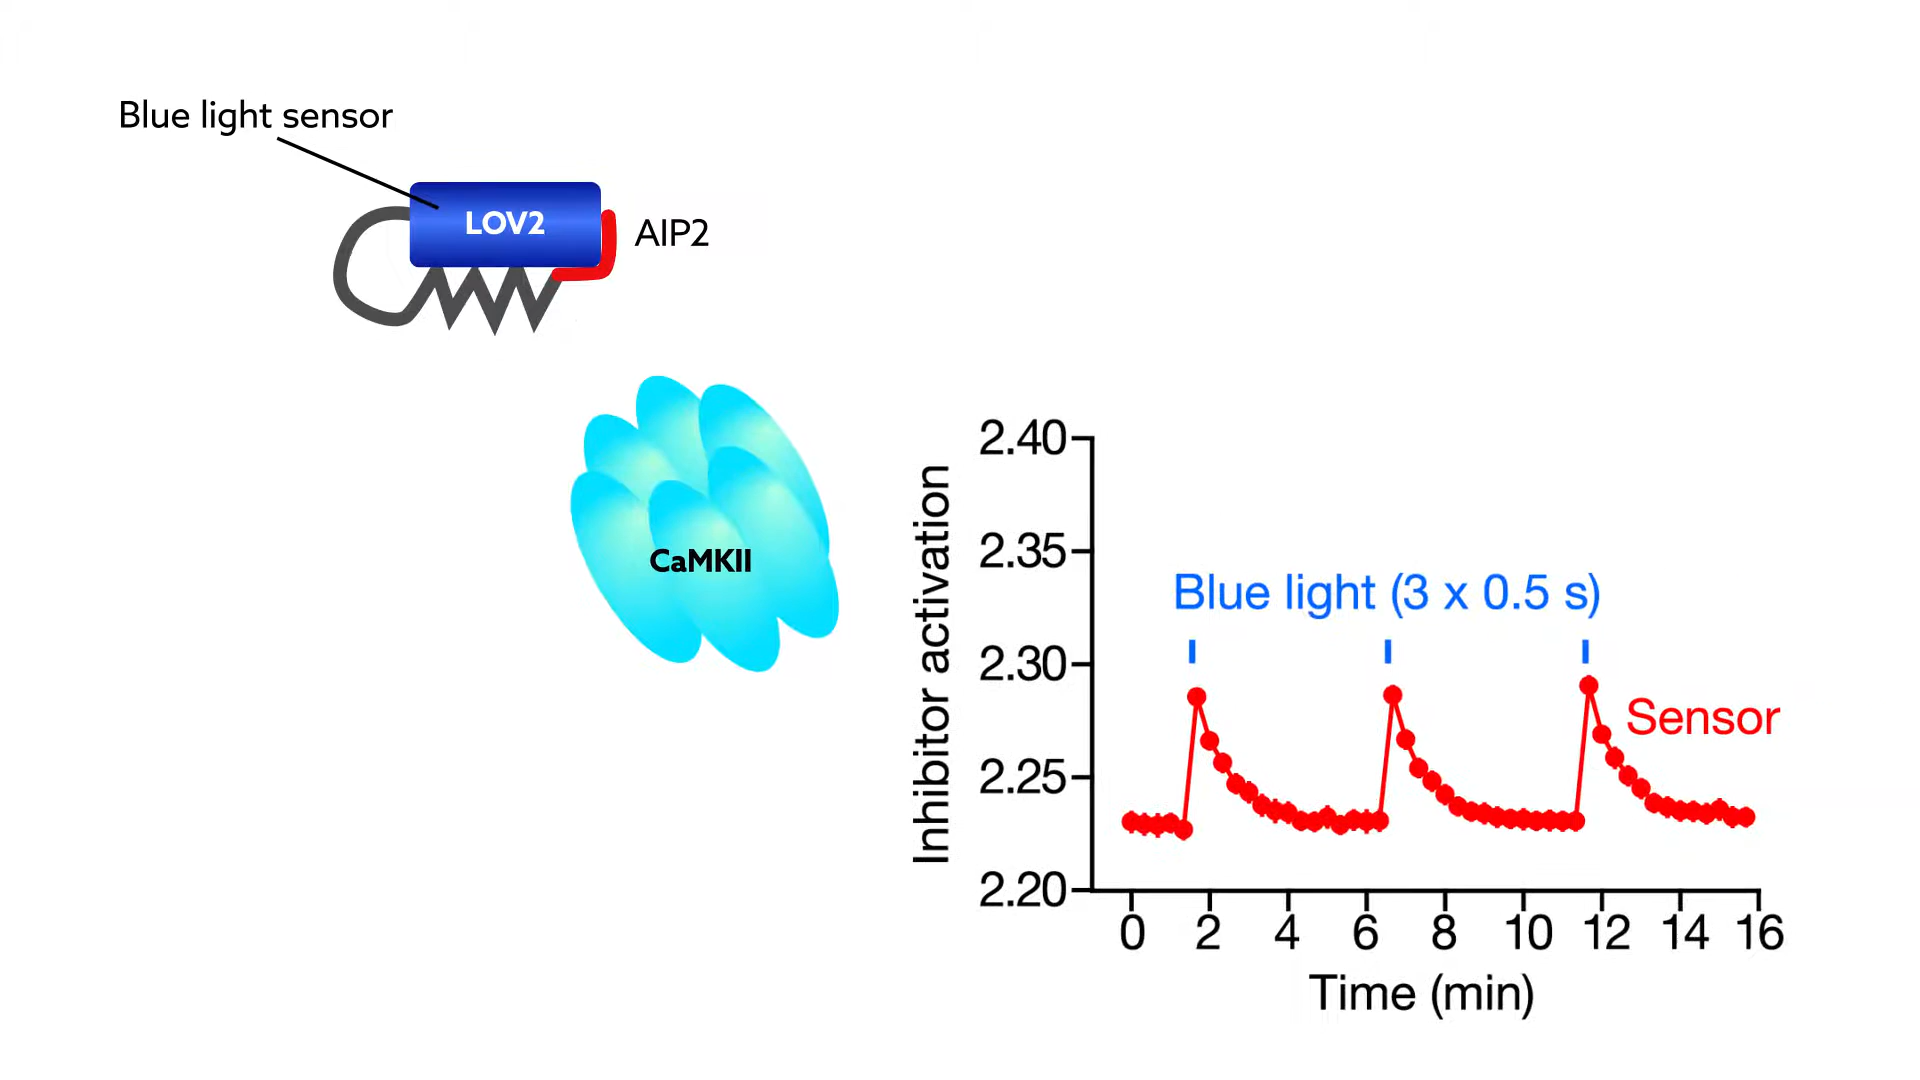 Blue light sensor
LOV2
AIP2
CaMKII
Inhibitor activation
2.40
2.35
2.30
2.25
2.20
Blue light (3 x 0.5 s)
Sensor
0 2 4 6 8 10 12 14 16
Time (min)